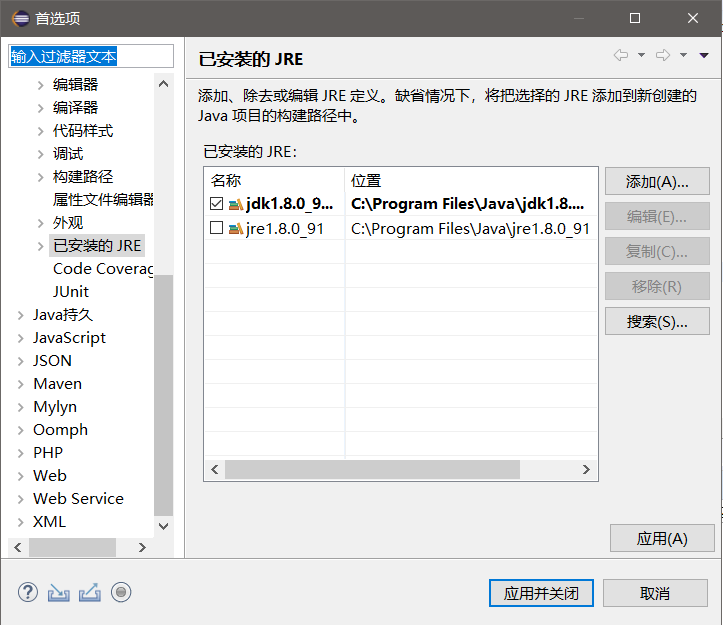 首选项
输入过滤器文本
编辑器
编译器
代码样式
调试
构建路径
属性文件编辑器
外观
已安装的 JRE
Code Coverag
JUnit
Java持久
JavaScript
JSON
Maven
Mylyn
Oomph
PHP
Web
Web Service
XML
已安装的 JRE
添加、除去或编辑 JRE 定义。缺省情况下，将把选择的 JRE 添加到新创建的
Java 项目的构建路径中。
已安装的 JRE：
名称 位置
jdk1.8.0_9... C:\Program Files\Java\jdk1.8....
jre1.8.0_91 C:\Program Files\Java\jre1.8.0_91
添加(A)...
编辑(E)...
复制(C)...
移除(R)
搜索(S)...
应用(A)
应用并关闭
取消